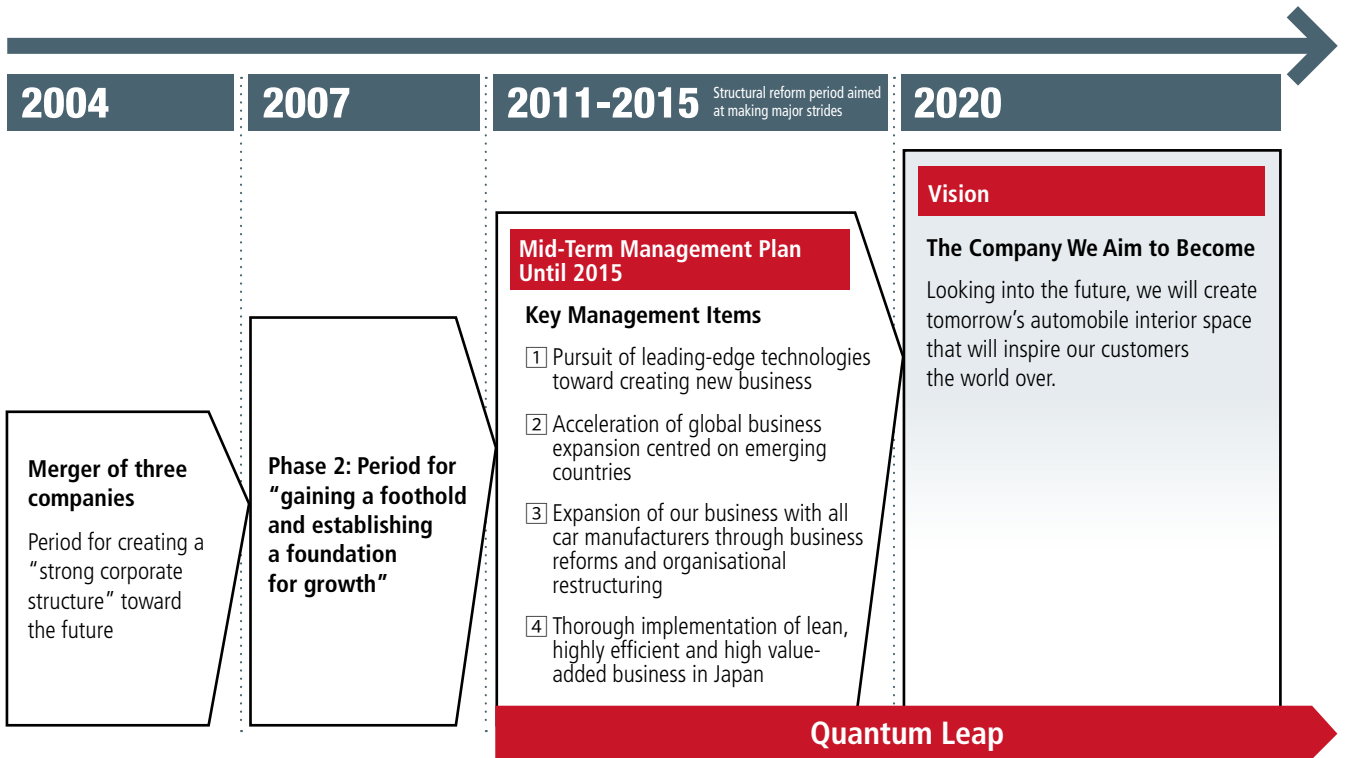 2004
2007
2011-2015
Structural reform period aimed
at making major strides
2020
Merger of three
companies
Period for creating a
“strong corporate
structure” toward
the future
Phase 2: Period for
“gaining a foothold
and establishing
a foundation
for growth”
Mid-Term Management Plan
Until 2015
Key Management Items
1 Pursuit of leading-edge technologies
toward creating new business
2 Acceleration of global business
expansion centred on emerging
countries
3 Expansion of our business with all
car manufacturers through business
reforms and organisational
restructuring
4 Thorough implementation of lean,
highly efficient and high value-
added business in Japan
Vision
The Company We Aim to Become
Looking into the future, we will create
tomorrow’s automobile interior space
that will inspire our customers
the world over.
Quantum Leap